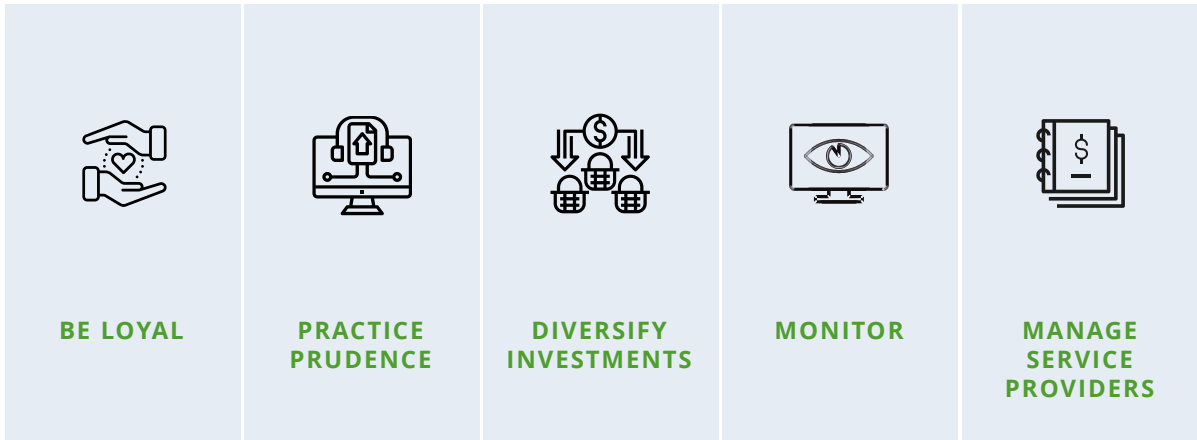 BE LOYAL
PRACTICE
PRUDENCE
$
DIVERSIFY
INVESTMENTS
MONITOR
$
MANAGE
SERVICE
PROVIDERS